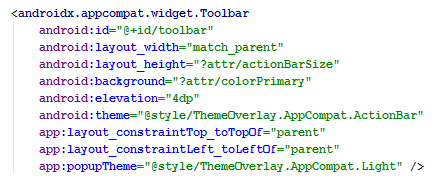 <androidx.appcompat.widget.Toolbar
android:id="@+id/toolbar"
android:layout_width="match_parent"
android:layout_height="?attr/actionBarSize"
android:background="?attr/colorPrimary"
android:elevation="4dp"
android:theme="@style/ThemeOverlay.AppCompat.ActionBar"
app:layout_constraintTop_toTopOf="parent"
app:layout_constraintLeft_toLeftOf="parent"
app:popupTheme="@style/ThemeOverlay.AppCompat.Light" />